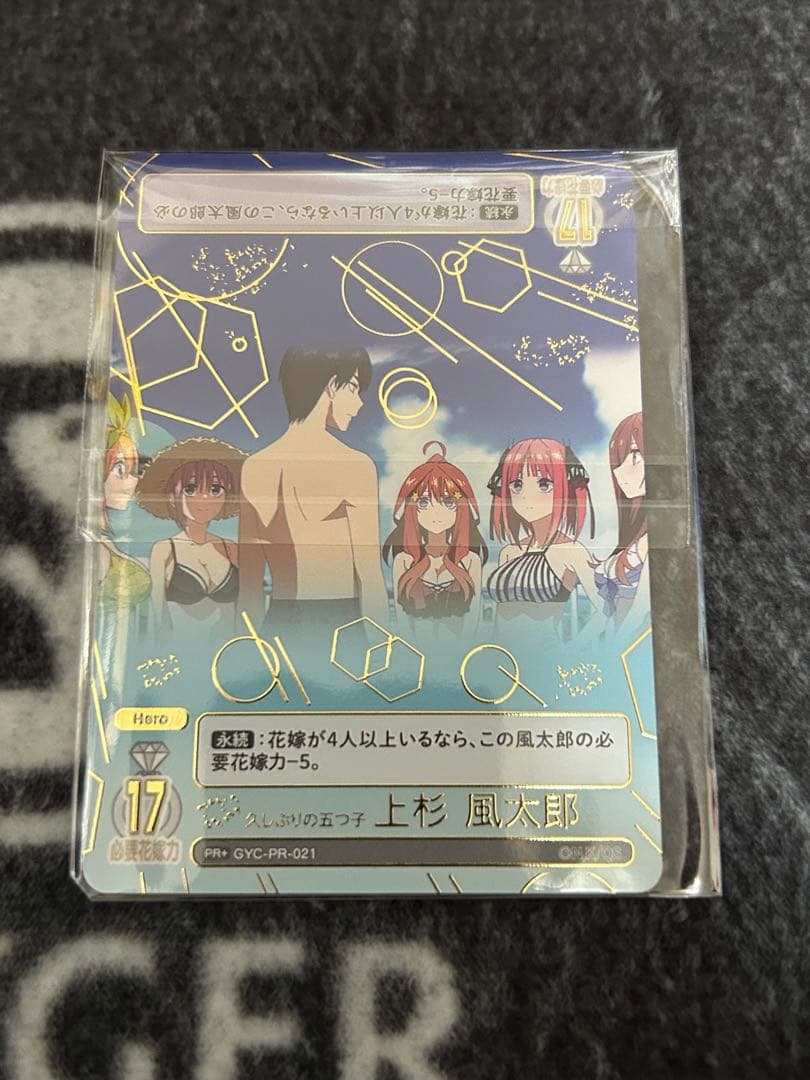 永続：花嫁が4人以上いるなら、この風太郎の必
要花嫁力-5。
17
必要花嫁力
Hero
永続：花嫁が4人以上いるなら、この風太郎の必
要花嫁力-5。
17
必要花嫁力
久しぶりの五つ子 上杉 風太郎
PR+ GYC-PR-021
GER